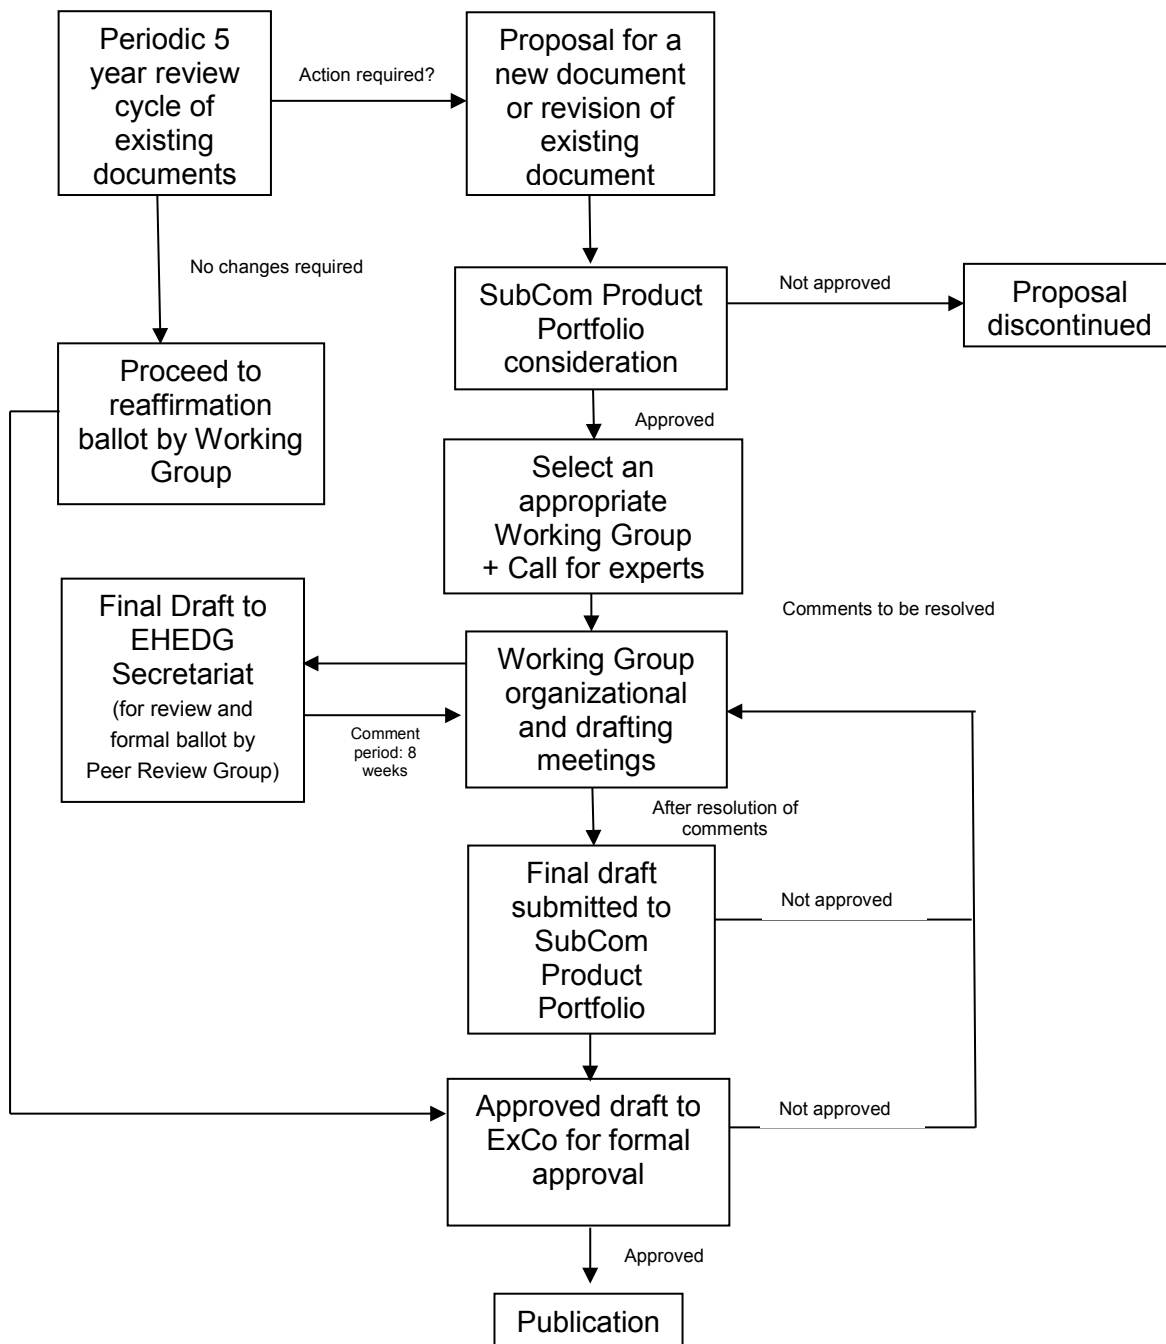 Periodic 5
year review
cycle of
existing
documents
Action required?
Proposal for a
new document
or revision of
existing
document
No changes required
SubCom Product
Portfolio
consideration
Not approved
Proposal
discontinued
Proceed to
reaffirmation
ballot by Working
Group
Approved
Select an
appropriate
Working Group
+ Call for experts
Final Draft to
EHEDG
Secretariat
(for review and
formal ballot by
Peer Review Group)
Comments to be resolved
Working Group
organizational
and drafting
meetings
Comment
period: 8
weeks
After resolution of
comments
Final draft
submitted to
SubCom
Product
Portfolio
Not approved
Approved draft to
ExCo for formal
approval
Not approved
Approved
Publication